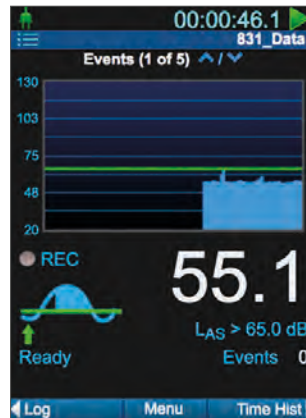 00:00:46.1
831_Data
Events (1 of 5) /
130
103
75
48
20
REC
55.1
LAS > 65.0 dB
Ready
Events 0
Log Menu Time Hist